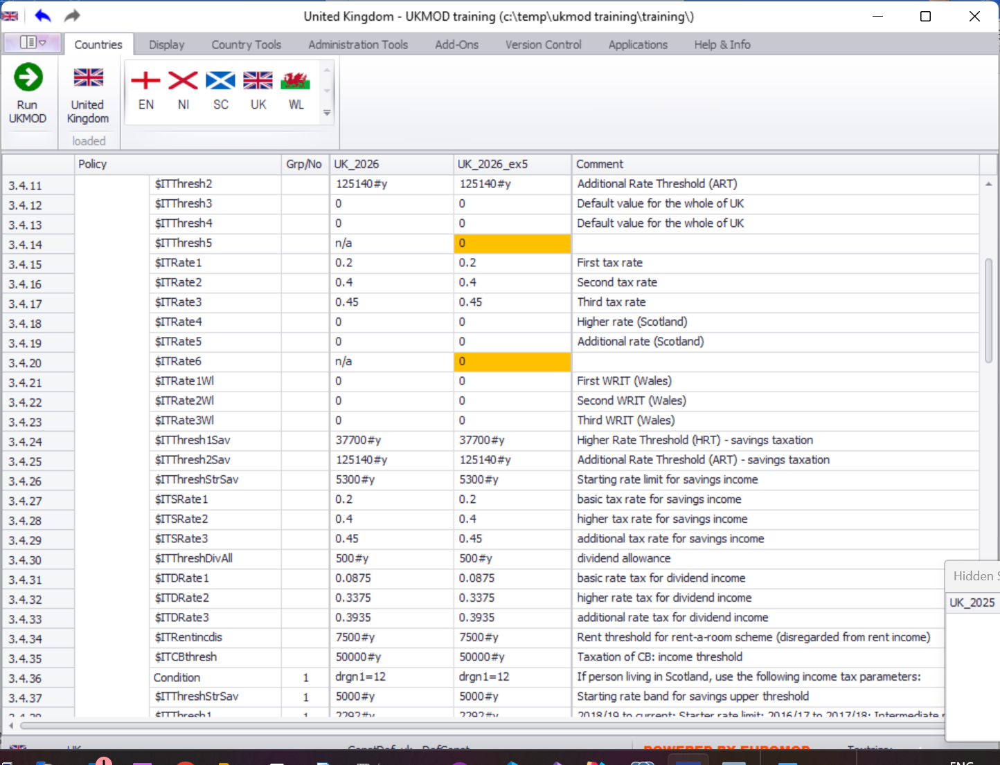 United Kingdom - UKMOD training (c:\temp\ukmod training\training\)
Countries Display Country Tools Administration Tools Add-Ons Version Control Applications Help & Info
Run UKMOD United Kingdom loaded EN NI SC UK WL
Policy Grp/No UK_2026 UK_2026_ex5 Comment
3.4.11 $ITThresh2 125140#y 125140#y Additional Rate Threshold (ART)
3.4.12 $ITThresh3 0 0 Default value for the whole of UK
3.4.13 $ITThresh4 0 0 Default value for the whole of UK
3.4.14 $ITThresh5 n/a 0
3.4.15 $ITRate1 0.2 0.2 First tax rate
3.4.16 $ITRate2 0.4 0.4 Second tax rate
3.4.17 $ITRate3 0.45 0.45 Third tax rate
3.4.18 $ITRate4 0 0 Higher rate (Scotland)
3.4.19 $ITRate5 0 0 Additional rate (Scotland)
3.4.20 $ITRate6 n/a 0
3.4.21 $ITRate1Wl 0 0 First WRIT (Wales)
3.4.22 $ITRate2Wl 0 0 Second WRIT (Wales)
3.4.23 $ITRate3Wl 0 0 Third WRIT (Wales)
3.4.24 $ITThresh1Sav 37700#y 37700#y Higher Rate Threshold (HRT) - savings taxation
3.4.25 $ITThresh2Sav 125140#y 125140#y Additional Rate Threshold (ART) - savings taxation
3.4.26 $ITThreshStrSav 5300#y 5300#y Starting rate limit for savings income
3.4.27 $ITSRate1 0.2 0.2 basic tax rate for savings income
3.4.28 $ITSRate2 0.4 0.4 higher tax rate for savings income
3.4.29 $ITSRate3 0.45 0.45 additional tax rate for savings income
3.4.30 $ITThreshDivAll 500#y 500#y dividend allowance
3.4.31 $ITDRate1 0.0875 0.0875 basic rate tax for dividend income
3.4.32 $ITDRate2 0.3375 0.3375 higher rate tax for dividend income
3.4.33 $ITDRate3 0.3935 0.3935 additional rate tax for dividend income
3.4.34 $ITRentincdis 7500#y 7500#y Rent threshold for rent-a-room scheme (disregarded from rent income)
3.4.35 $ITCBthresh 50000#y 50000#y Taxation of CB: income threshold
3.4.36 Condition 1 drgn1=12 drgn1=12 If person living in Scotland, use the following income tax parameters:
3.4.37 $ITThreshStrSav 1 5000#y 5000#y Starting rate band for savings upper threshold
$ITThresh1 1 2292#y 2292#y 2018/19 to current: Starter rate limit; 2016/17 to 2017/18: Intermediate
Hidden
UK_2025
POWERED BY EUROMOD
ENG